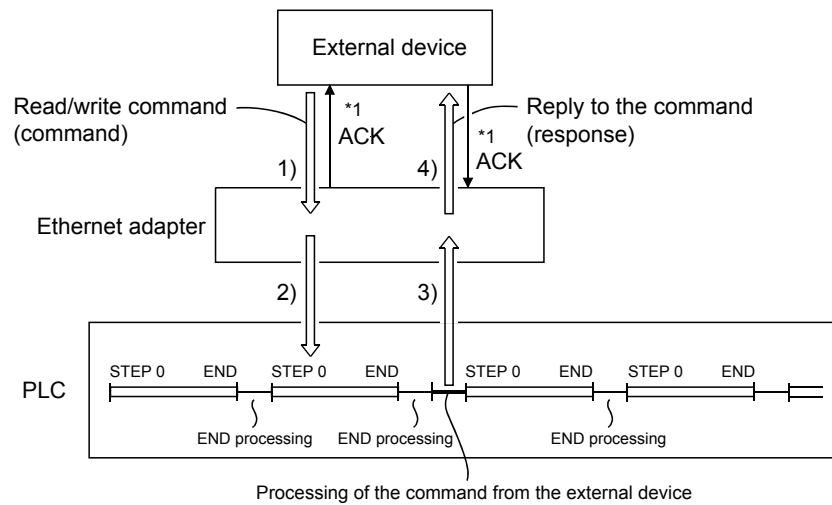 External device
Read/write command
(command)
*1
ACK
Reply to the command
(response)
*1
ACK
1)
4)
Ethernet adapter
2)
3)
STEP 0
END
STEP 0
END
STEP 0
END
STEP 0
END
PLC
END processing
END processing
END processing
Processing of the command from the external device